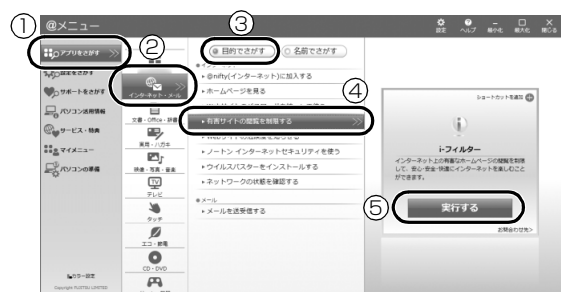 @メニュー
設定
ヘルプ
最小化
最大化
閉じる
①
アプリをさがす
設定をさがす
サポートをさがす
パソコン活用情報
サービス・特典
マイメニュー
パソコンの準備
カラー設定
Copyright FUJITSU LIMITED
②
インターネット・メール
文書・Office・辞書
実用・ハガキ
映像・写真・音楽
テレビ
タッチ
エコ・節電
CD・DVD
③
目的でさがす
名前でさがす
@nifty(インターネット)に加入する
ホームページを見る
④
有害サイトの閲覧を制限する
ノートン インターネットセキュリティを使う
ウイルスバスターをインストールする
ネットワークの状態を確認する
メール
メールを送受信する
ショートカットを追加
i-フィルター
インターネット上の有害なホームページの閲覧を制限
して、安心・安全・快適にインターネットを楽しむこと
ができます。
⑤
実行する
お問合わせ先>